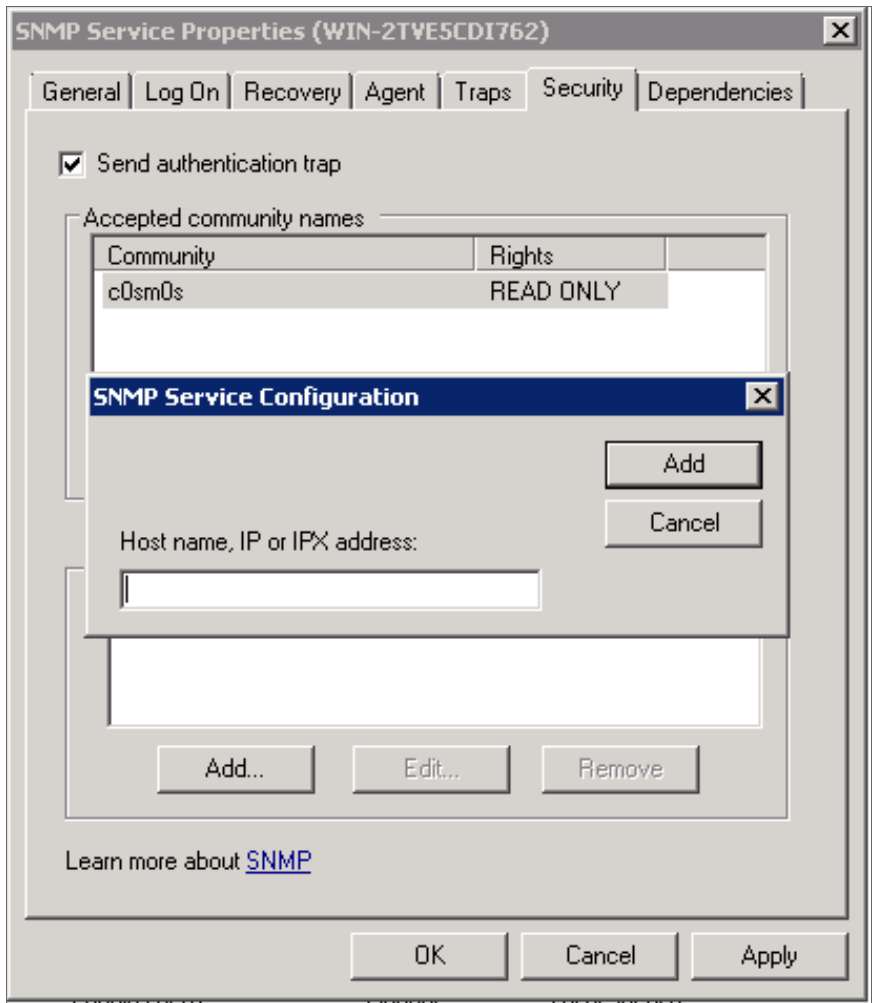 SNMP Service Properties (WIN-2TVE5CDI762)
General Log On Recovery Agent Traps Security Dependencies
Send authentication trap
Accepted community names
Community Rights
c0sm0s READ ONLY
SNMP Service Configuration
Add
Cancel
Host name, IP or IPX address:
Add... Edit... Remove
Learn more about SNMP
OK Cancel Apply